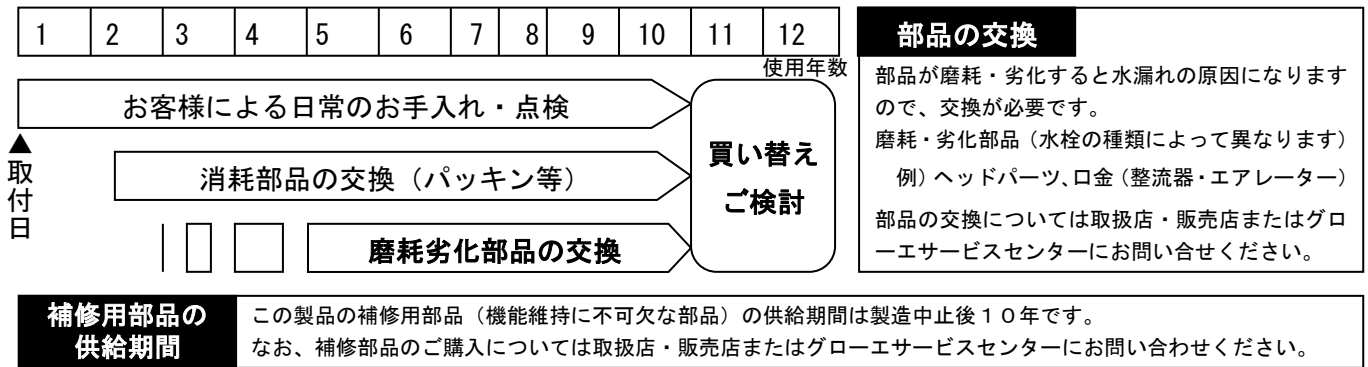 1 2 3 4 5 6 7 8 9 10 11 12
使用年数
お客様による日常のお手入れ・点検
▲取付日
消耗部品の交換（パッキン等）
磨耗劣化部品の交換
買い替え
ご検討
部品の交換
部品が磨耗・劣化すると水漏れの原因になります
ので、交換が必要です。
磨耗・劣化部品（水栓の種類によって異なります）
例）ヘッドパーツ、口金（整流器・エアレーター）
部品の交換については取扱店・販売店またはグロ
ーエサービスセンターにお問い合せください。
補修用部品の
供給期間
この製品の補修用部品（機能維持に不可欠な部品）の供給期間は製造中止後１０年です。
なお、補修部品のご購入については取扱店・販売店またはグローエサービスセンターにお問い合わせください。